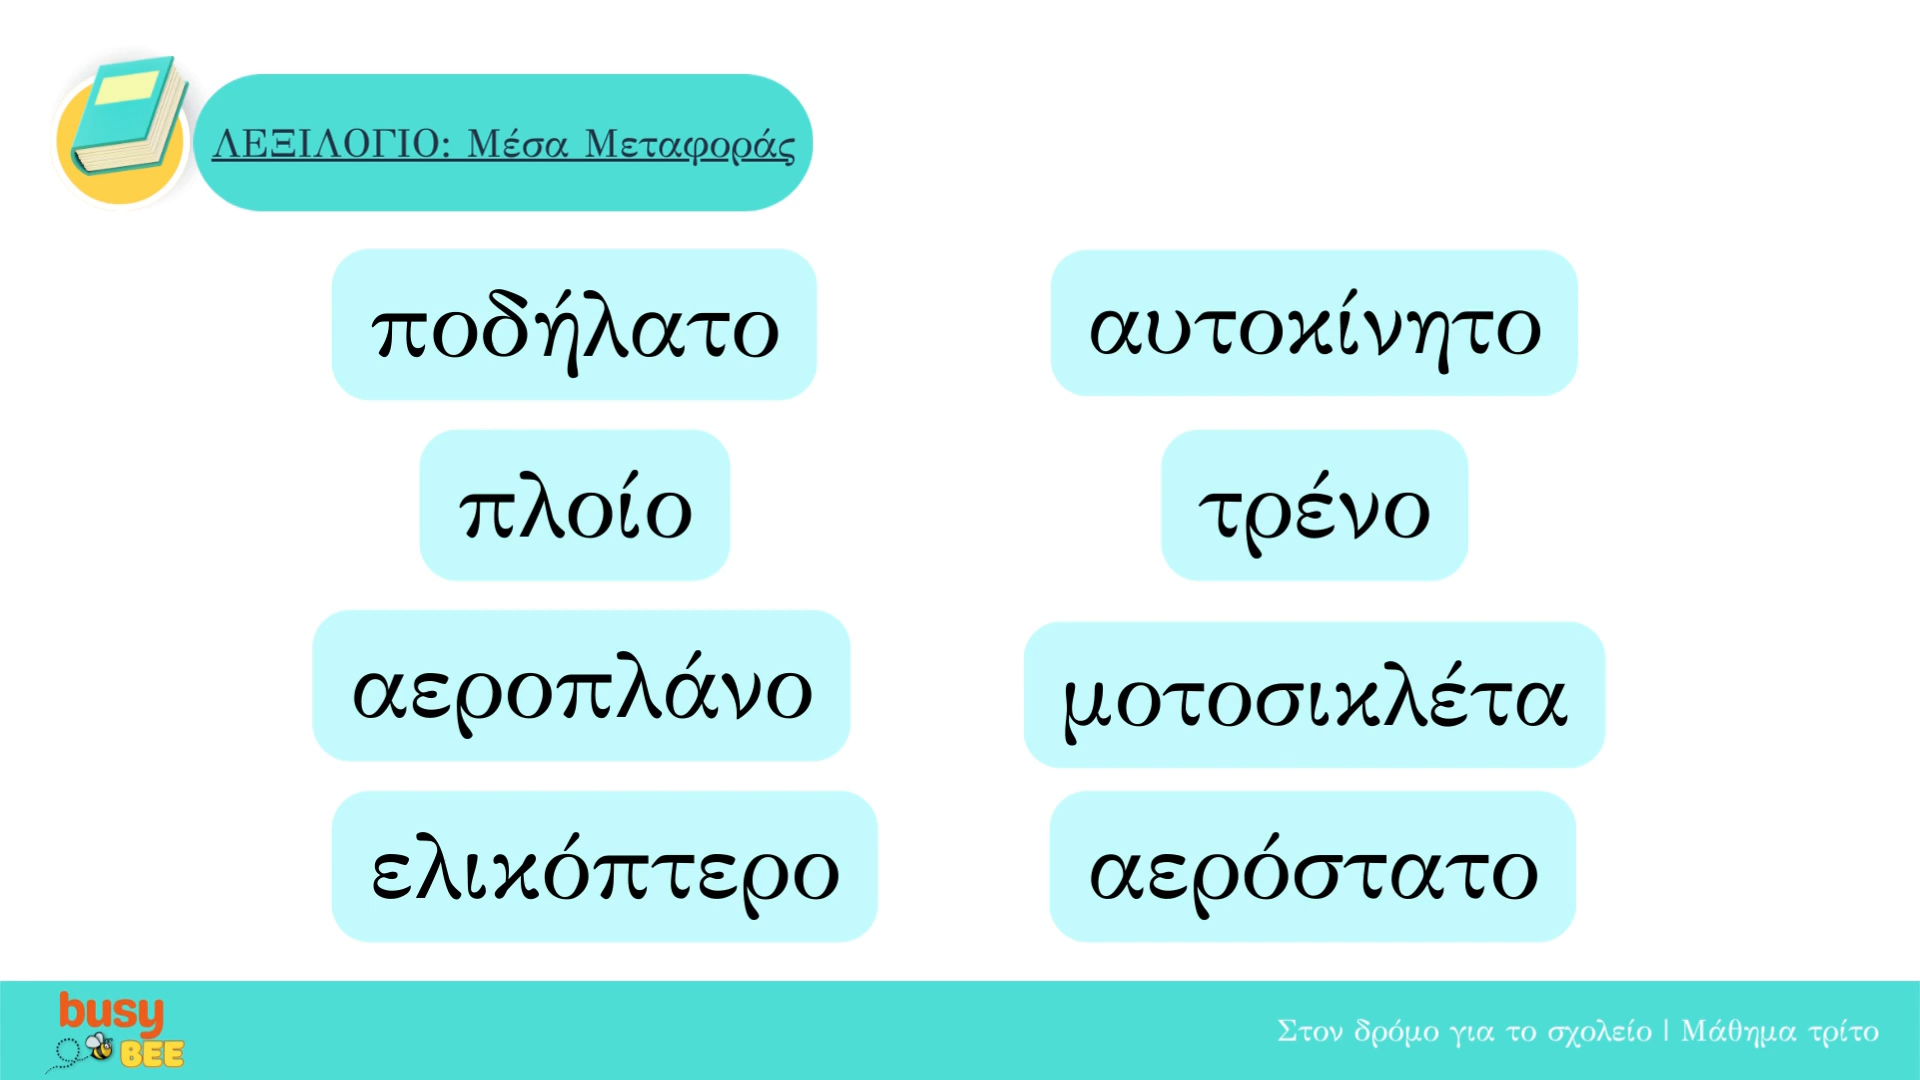 ΛΕΞΙΛΟΓΙΟ: Μέσα Μεταφοράς
ποδήλατο
αυτοκίνητο
πλοίο
τρένο
αεροπλάνο
μοτοσικλέτα
ελικόπτερο
αερόστατο
busy
BEE
Στον δρόμο για το σχολείο | Μάθημα τρίτο